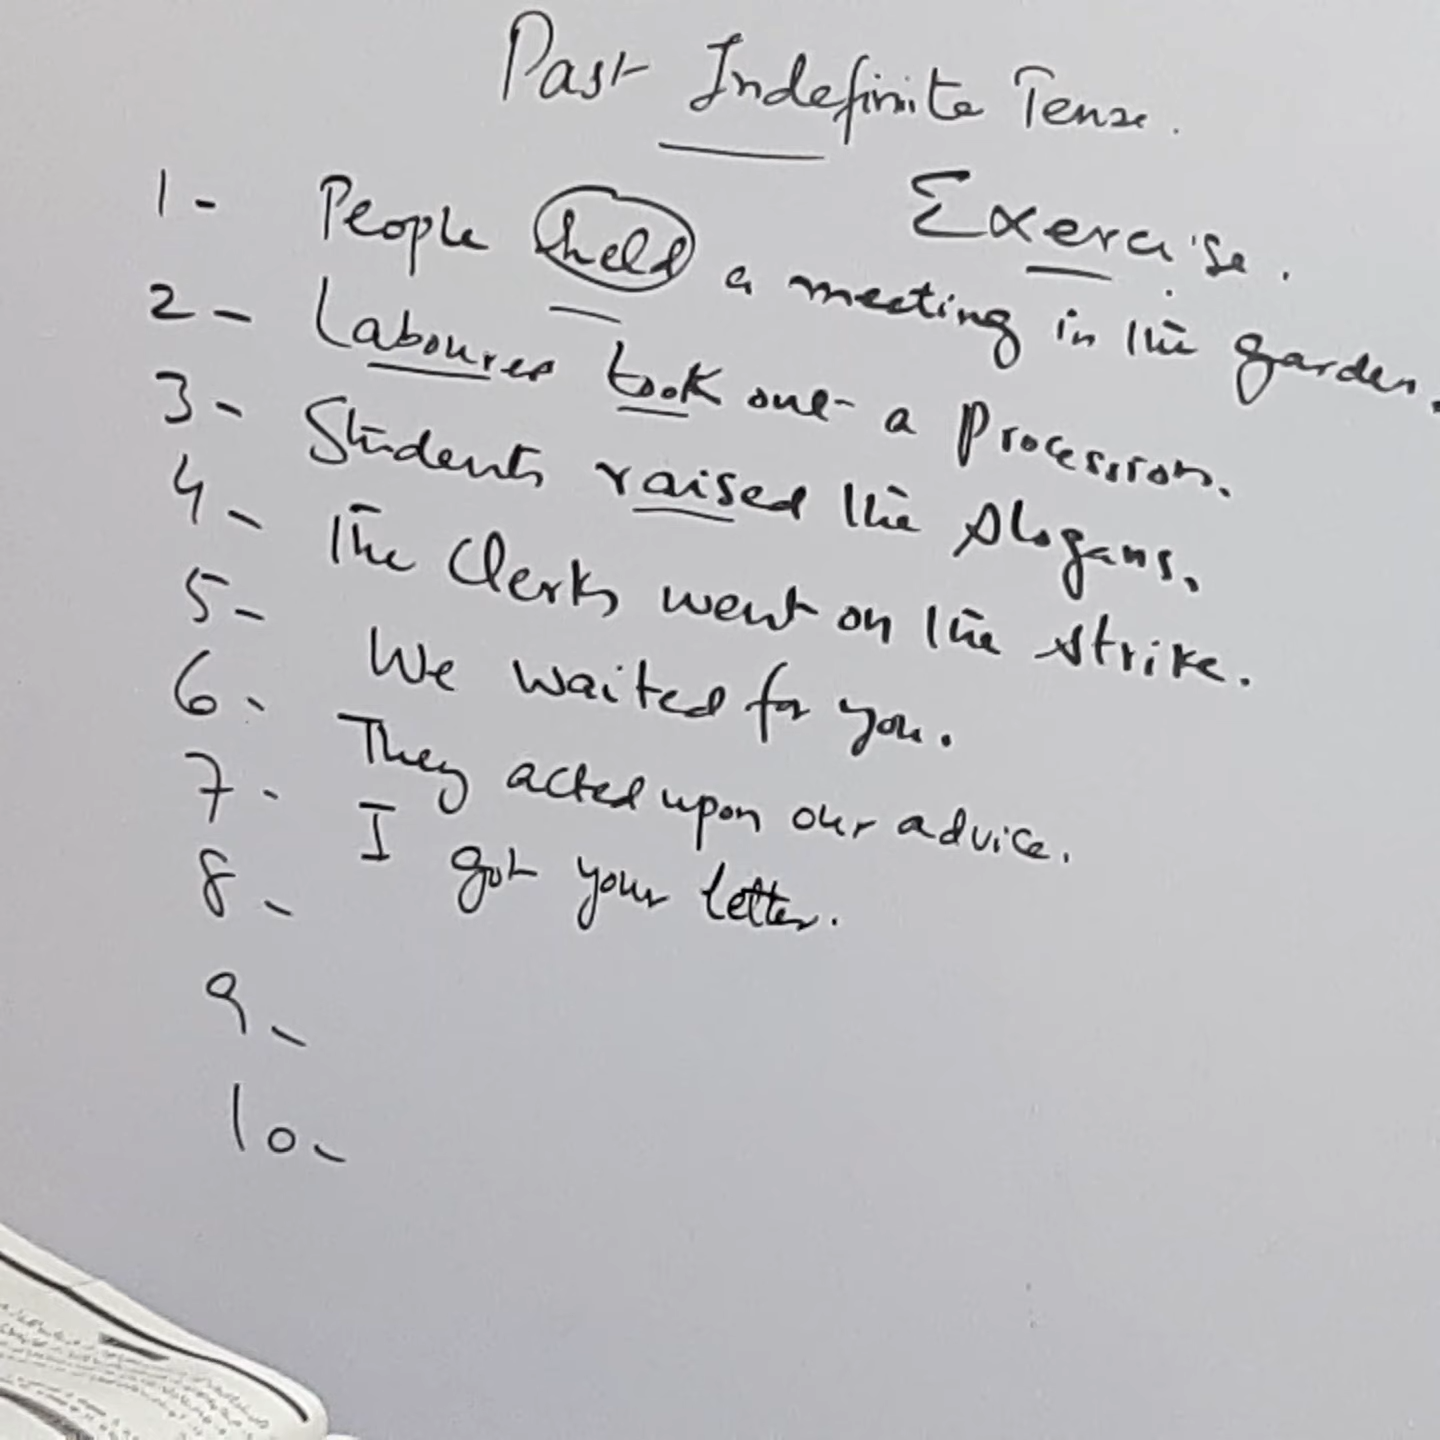 Past Indefinite Tense.
Exercise.
1- People held a meeting in the garden.
2- Laboures took out a procession.
3- Students raised the slogans.
4- The Clerks went on the strike.
5- We waited for you.
6- They acted upon our advice.
7- I got your letter.
8-
9-
10-